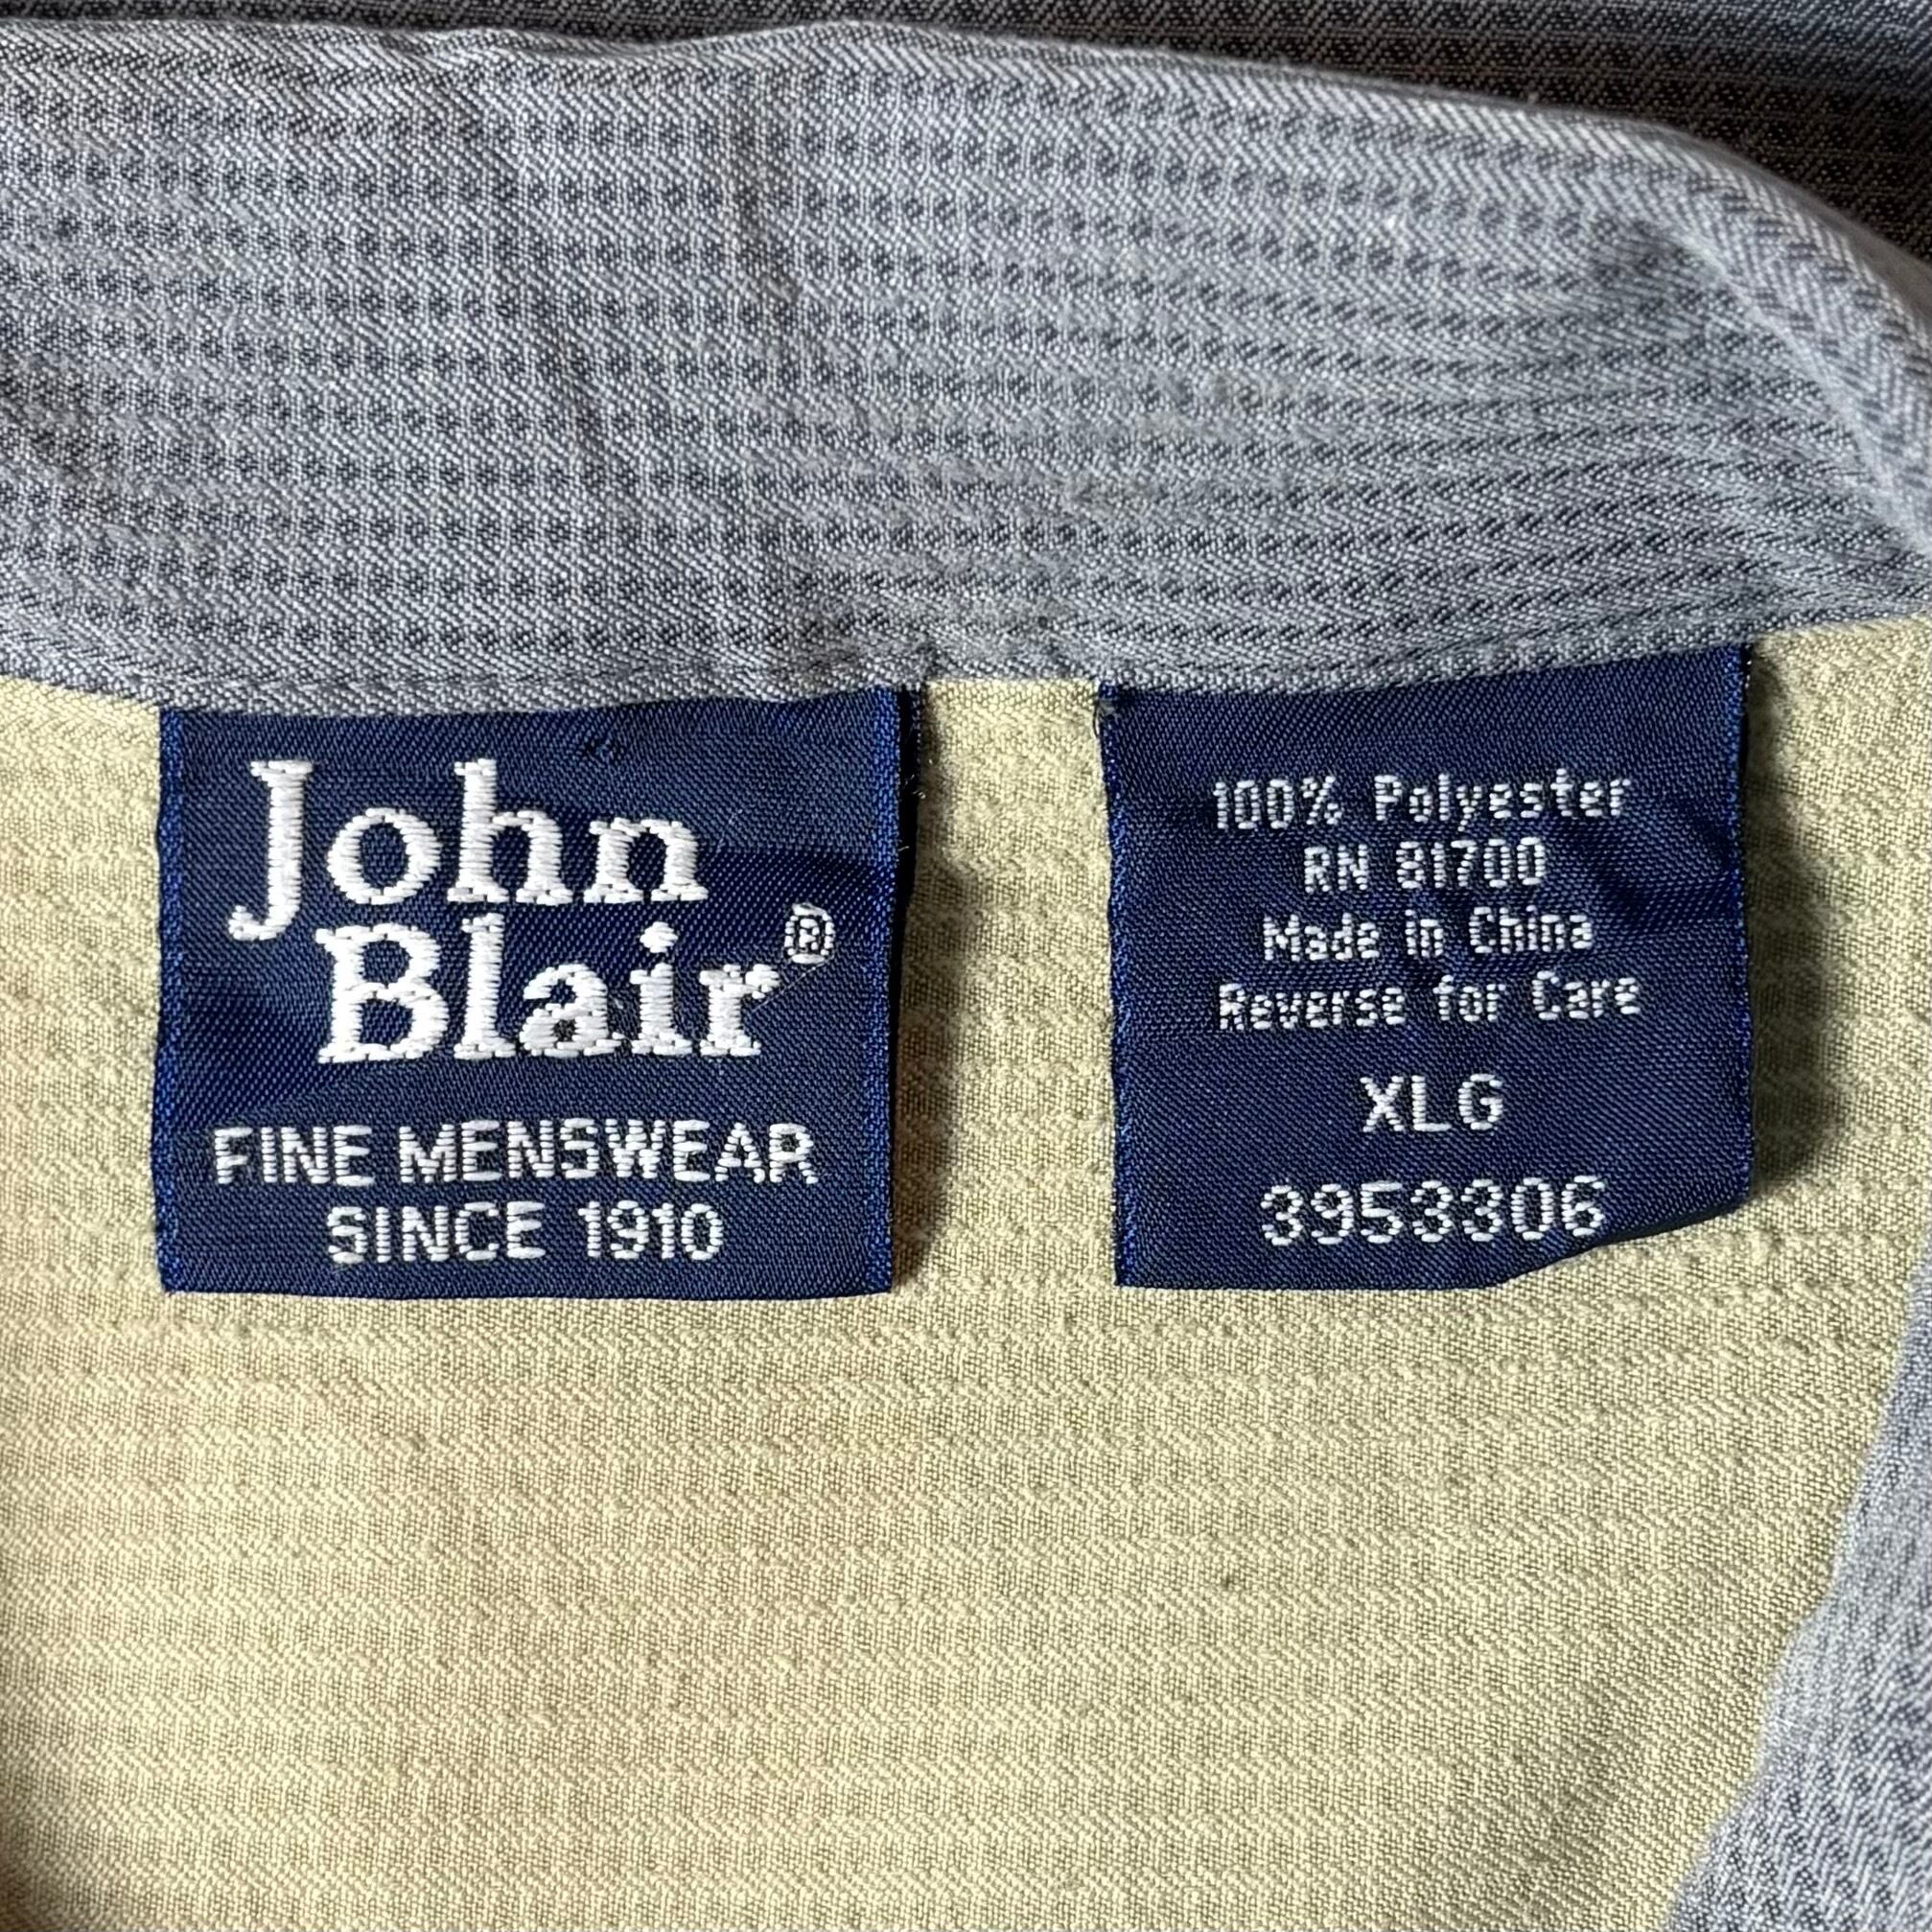 John
Blair®
FINE MENSWEAR
SINCE 1910
100% Polyester
RN 81700
Made in China
Reverse for Care
XLG
3953306